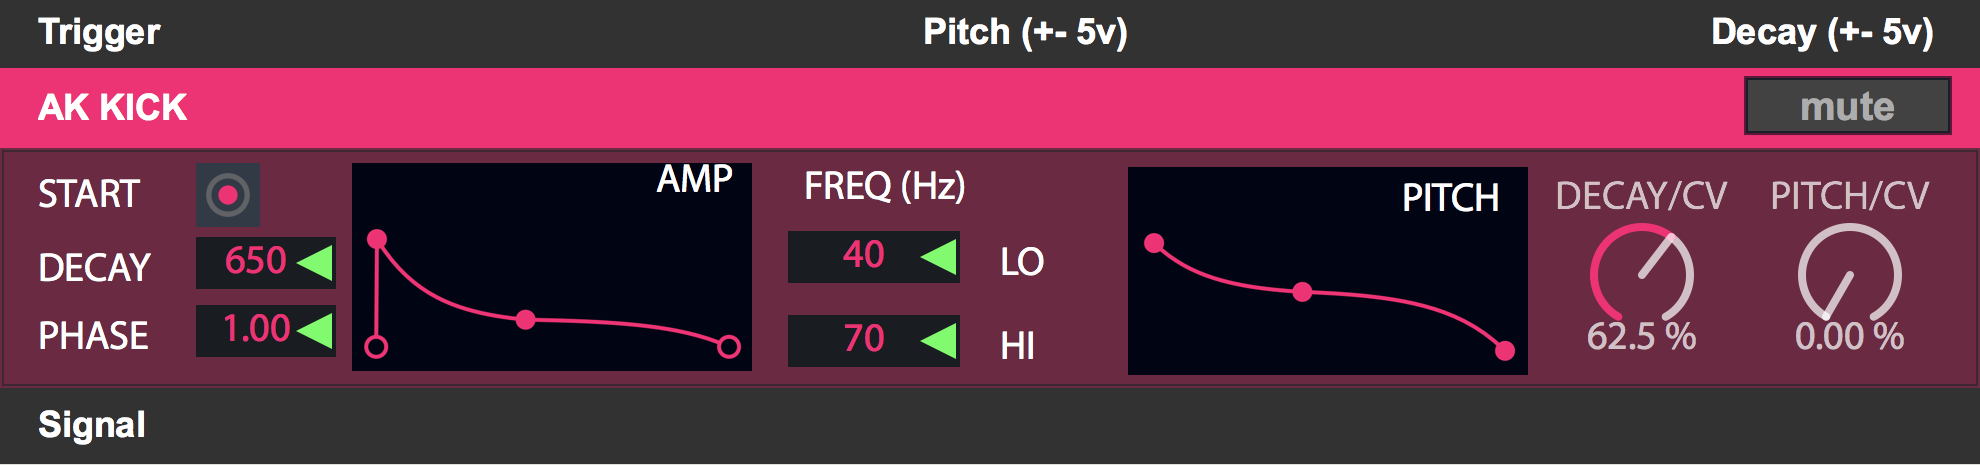 Trigger Pitch (+- 5v) Decay (+- 5v)
AK KICK mute
START AMP FREQ (Hz) PITCH DECAY/CV PITCH/CV
DECAY 650 40 LO
PHASE 1.00 70 HI 62.5 % 0.00 %
Signal